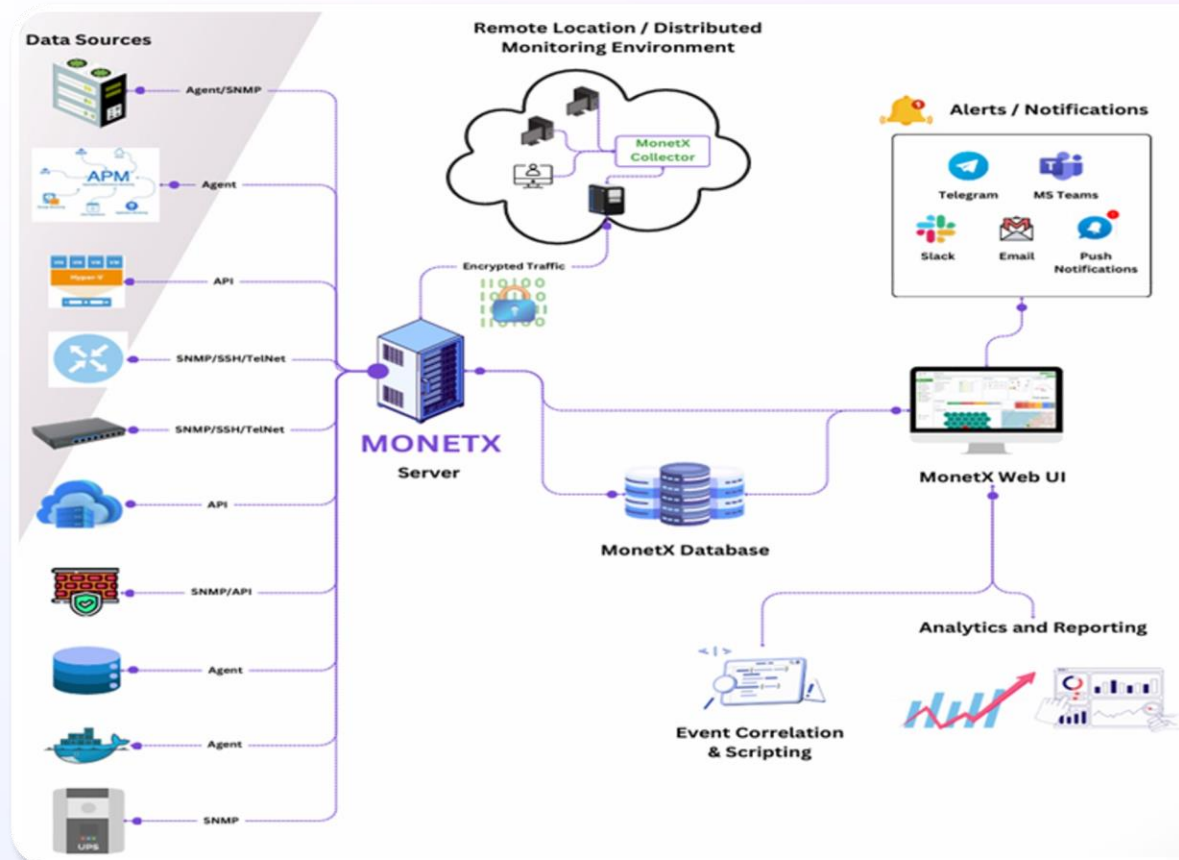 Data Sources
Remote Location / Distributed
Monitoring Environment
Agent/SNMP
APM
Agent
Hyper-V
API
SNMP/SSH/TelNet
SNMP/SSH/TelNet
API
SNMP/API
Agent
Agent
SNMP
UPS
MonetX
Collector
Encrypted Traffic
MONETX
Server
MonetX Database
Alerts / Notifications
Telegram
MS Teams
Slack
Email
Push
Notifications
MonetX Web UI
Event Correlation
& Scripting
Analytics and Reporting